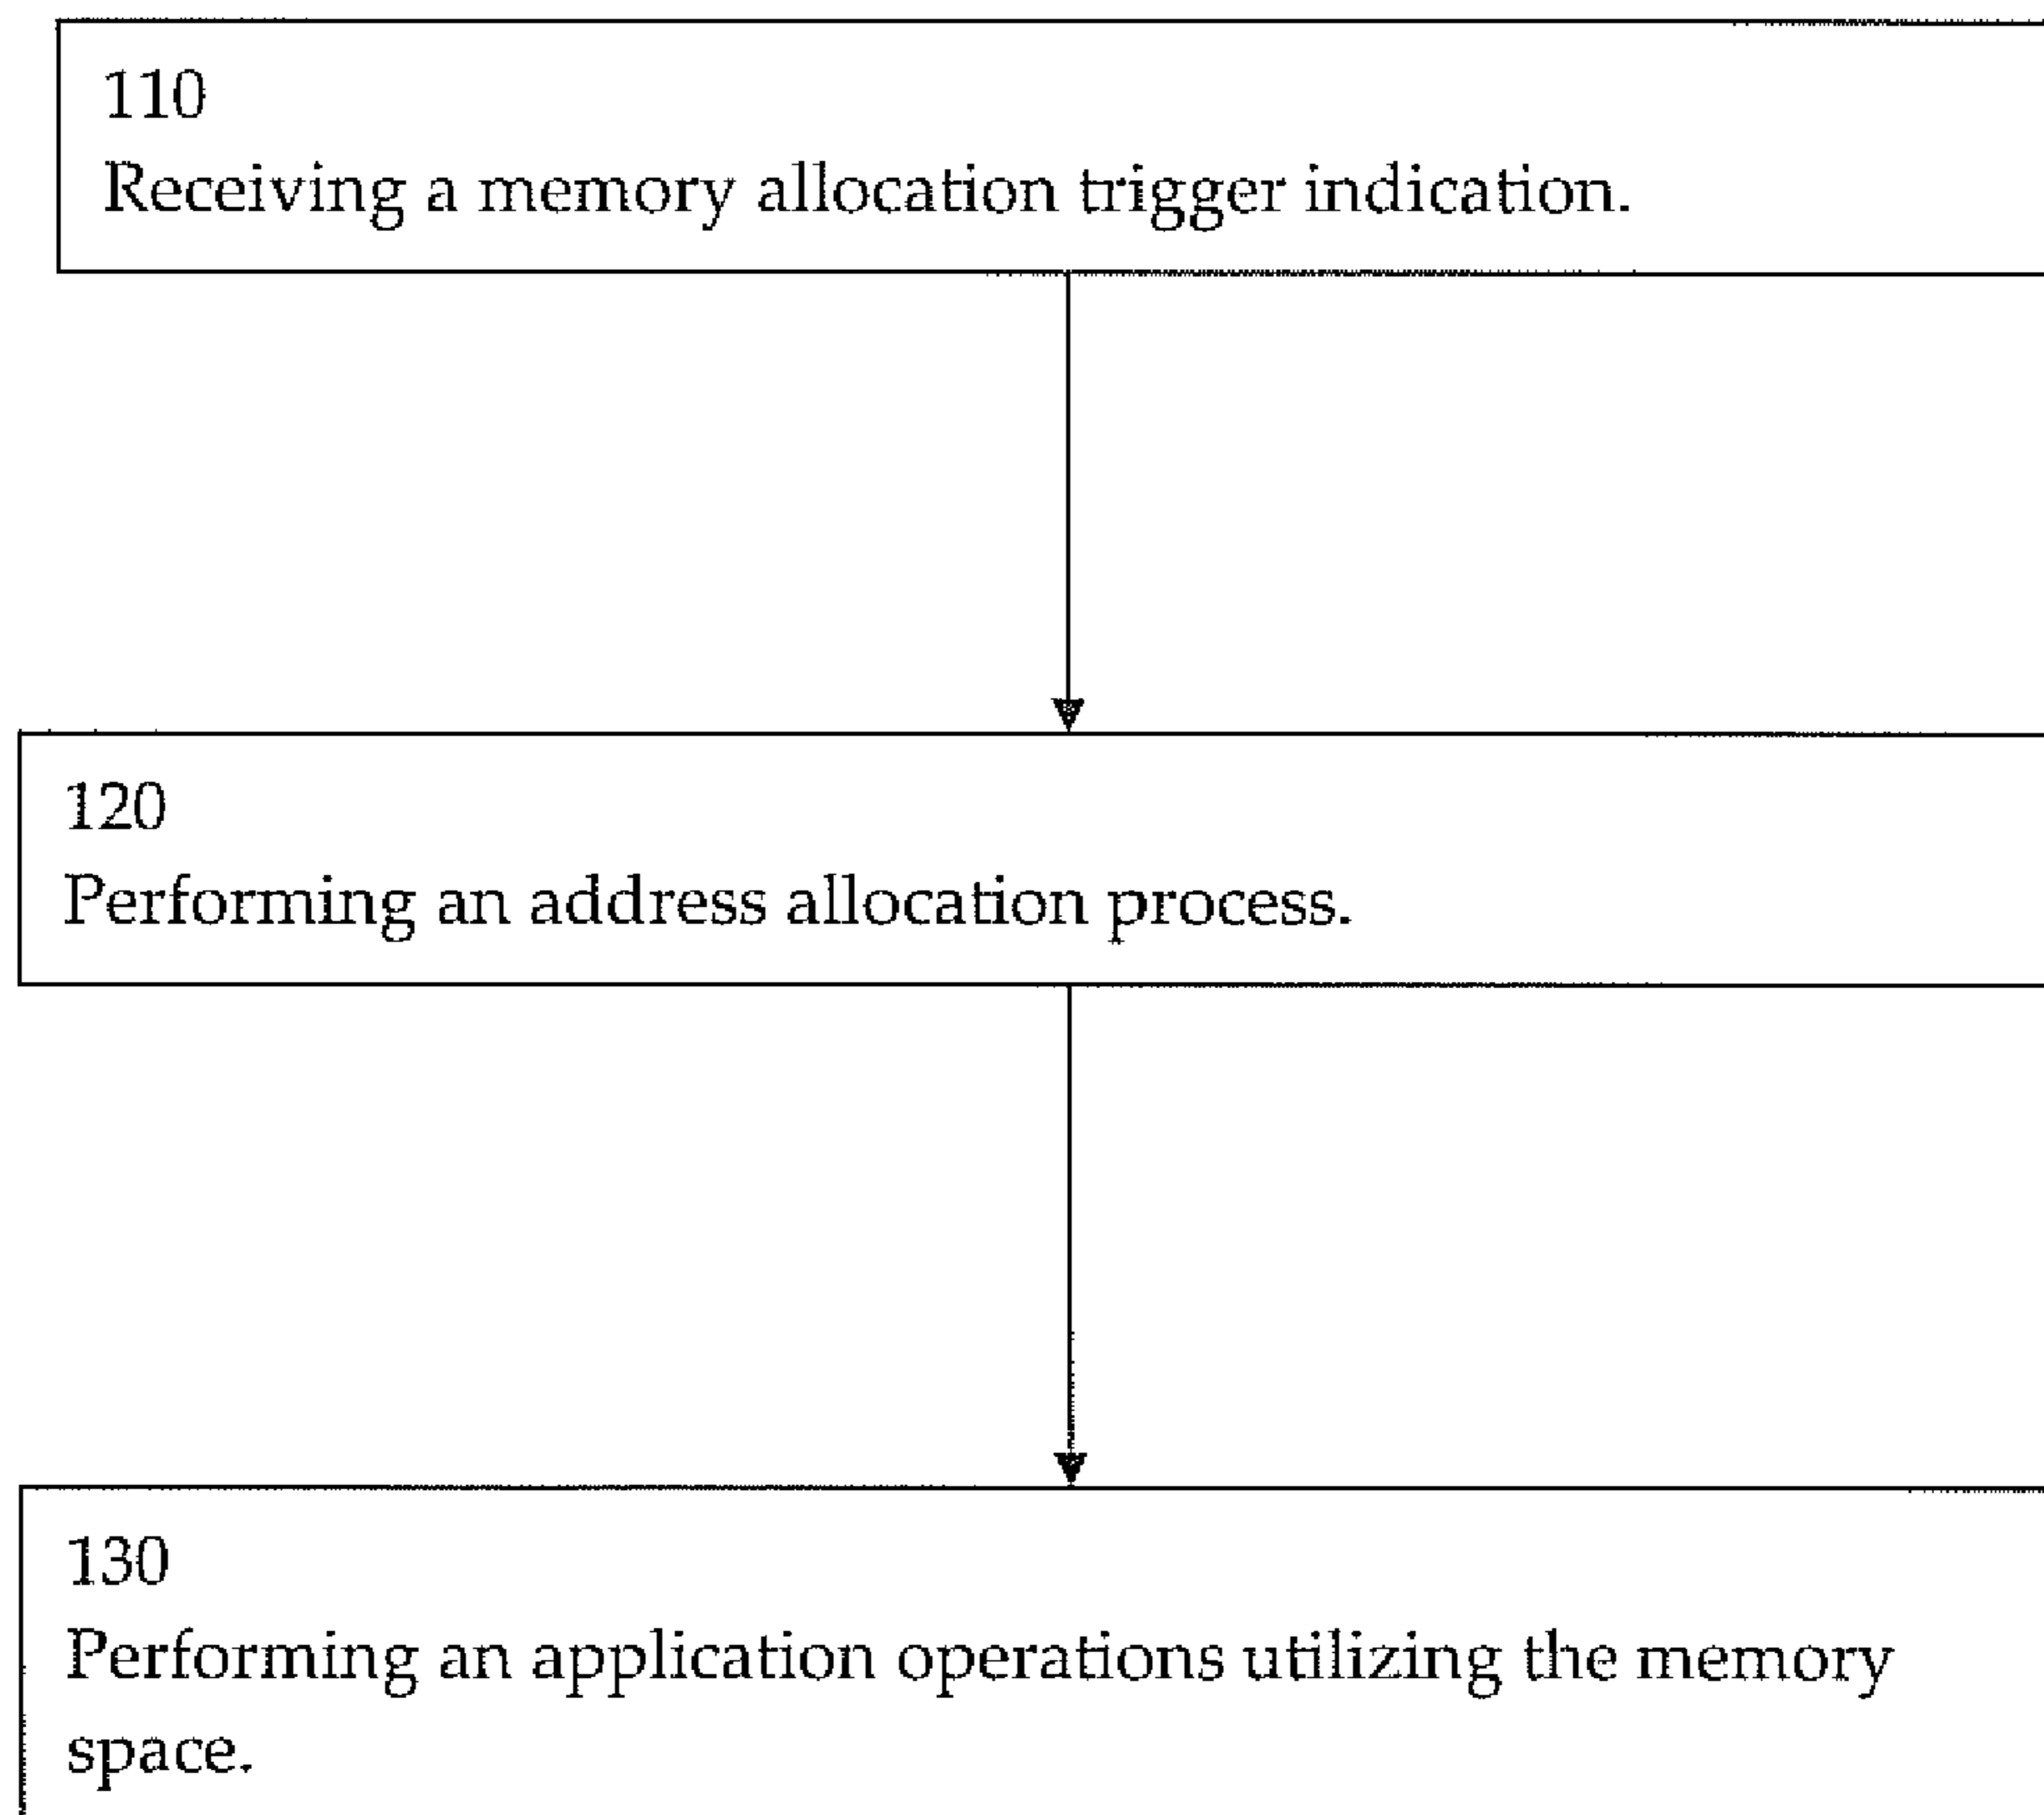 110
Receiving a memory allocation trigger indication.
120
Performing an address allocation process.
130
Performing an application operations utilizing the memory
space.